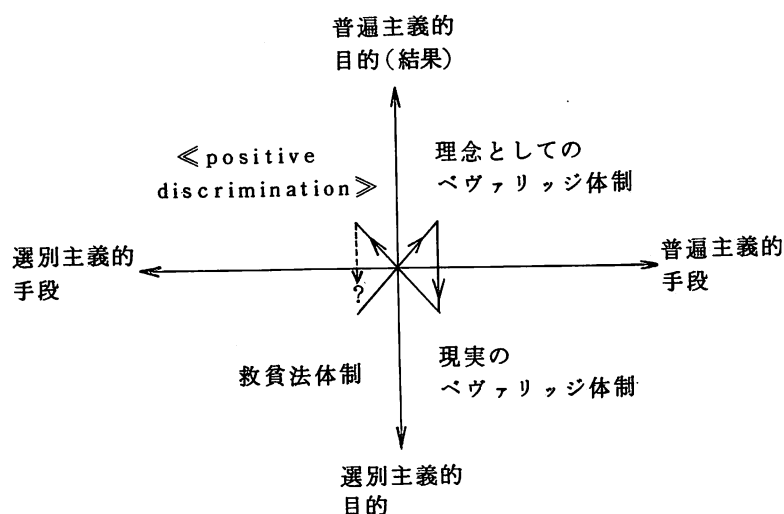 普遍主義的
目的(結果)
≪positive
discrimination≫
理念としての
ベヴァリッジ体制
選別主義的
手段
普遍主義的
手段
?
救貧法体制
現実の
ベヴァリッジ体制
選別主義的
目的